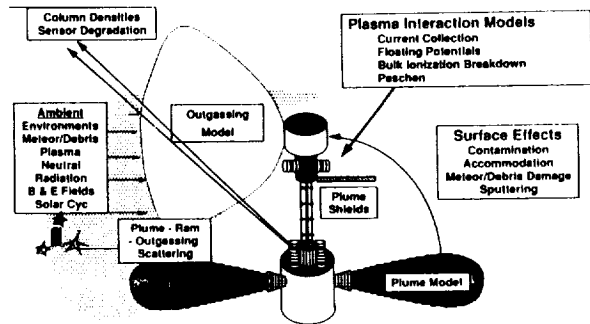 Column Densities
Sensor Degradation
Plasma Interaction Models
Current Collection
Floating Potentials
Bulk Ionization Breakdown
Paschen
Outgassing
Model
Ambient
Environments
Meteor/Debris
Plasma
Neutral
Radiation
B & E Fields
Solar Cyc
Surface Effects
Contamination
Accommodation
Meteor/Debris Damage
Sputtering
Plume
Shields
Plume - Ram
- Outgassing
Scattering
Plume Model